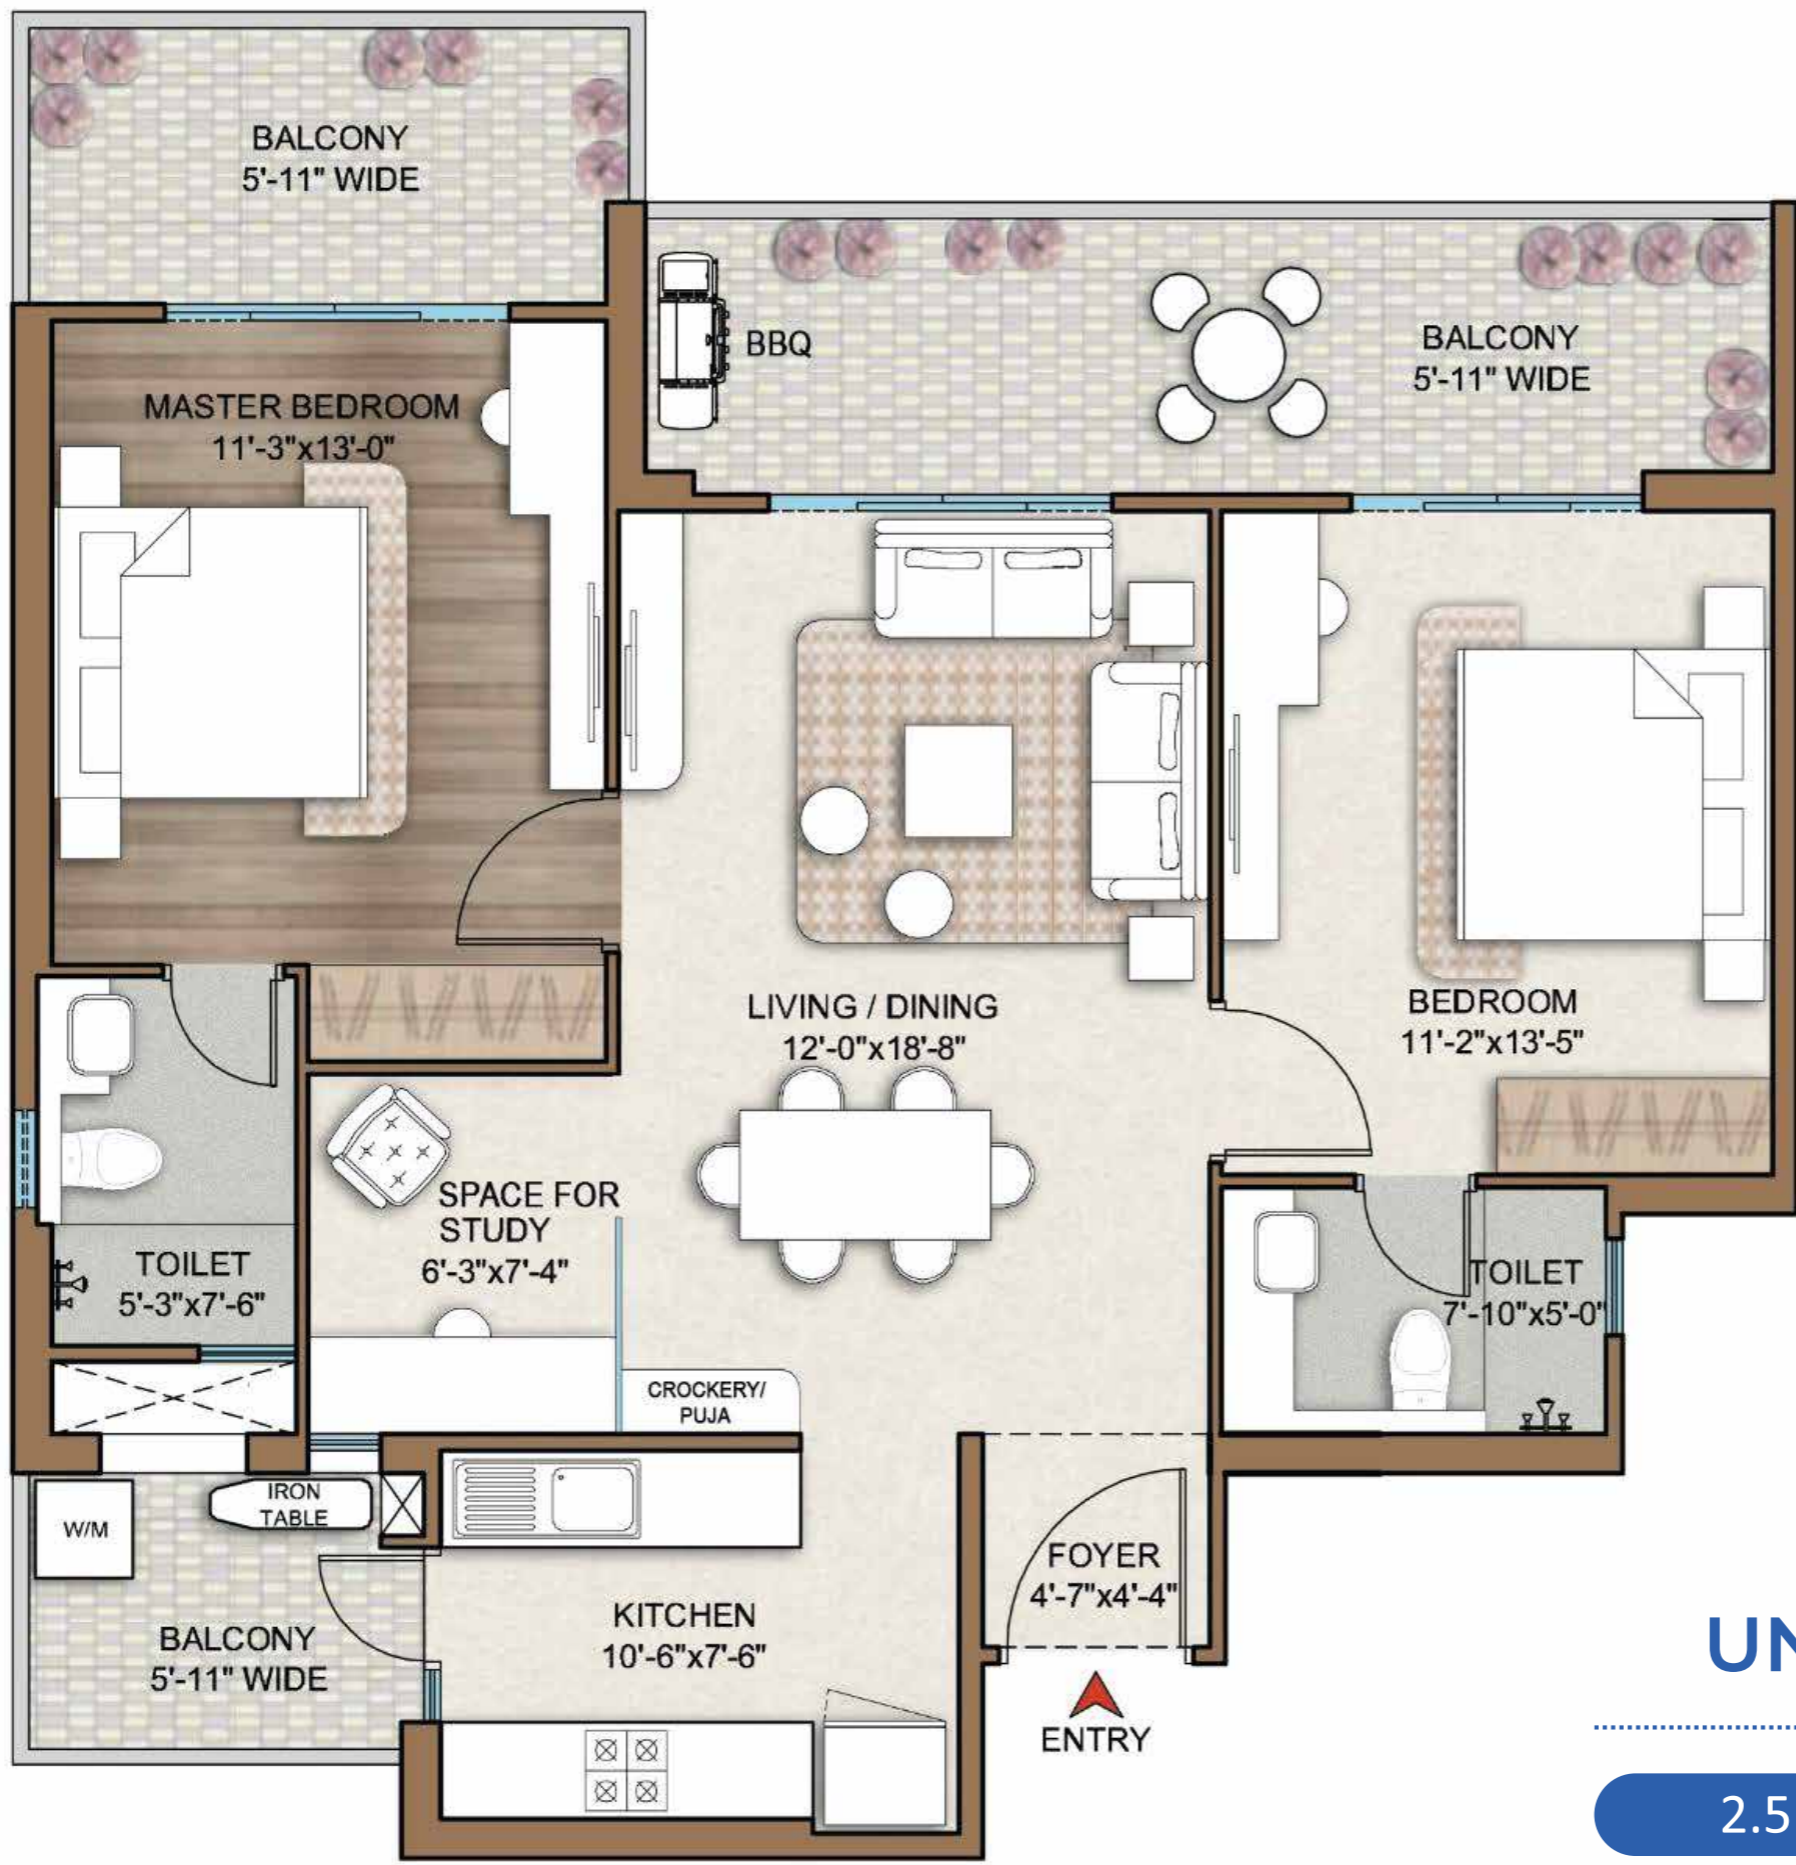 BALCONY
5'-11" WIDE
BBQ
BALCONY
5'-11" WIDE
MASTER BEDROOM
11'-3"x13'-0"
LIVING / DINING
12'-0"x18'-8"
BEDROOM
11'-2"x13'-5"
SPACE FOR
STUDY
6'-3"x7'-4"
TOILET
5'-3"x7'-6"
TOILET
7'-10"x5'-0"
CROCKERY/
PUJA
IRON
TABLE
W/M
FOYER
4'-7"x4'-4"
KITCHEN
10'-6"x7'-6"
BALCONY
5'-11" WIDE
ENTRY
UN
2.5